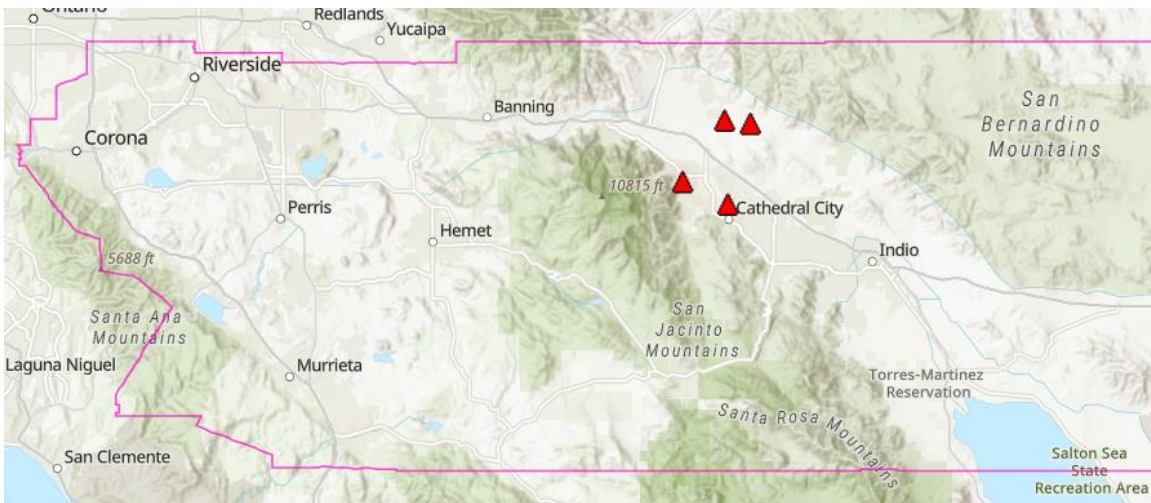 Ontario
Redlands
Yucaipa
Riverside
Banning
San
Bernardino
Mountains
Corona
10815 ft
Cathedral City
Perris
Hemet
Indio
5688 ft
Santa Ana
Mountains
San
Jacinto
Mountains
Laguna Niguel
Murrieta
Torres-Martinez
Reservation
Santa Rosa Mountains
San Clemente
Salton Sea
State
Recreation Area